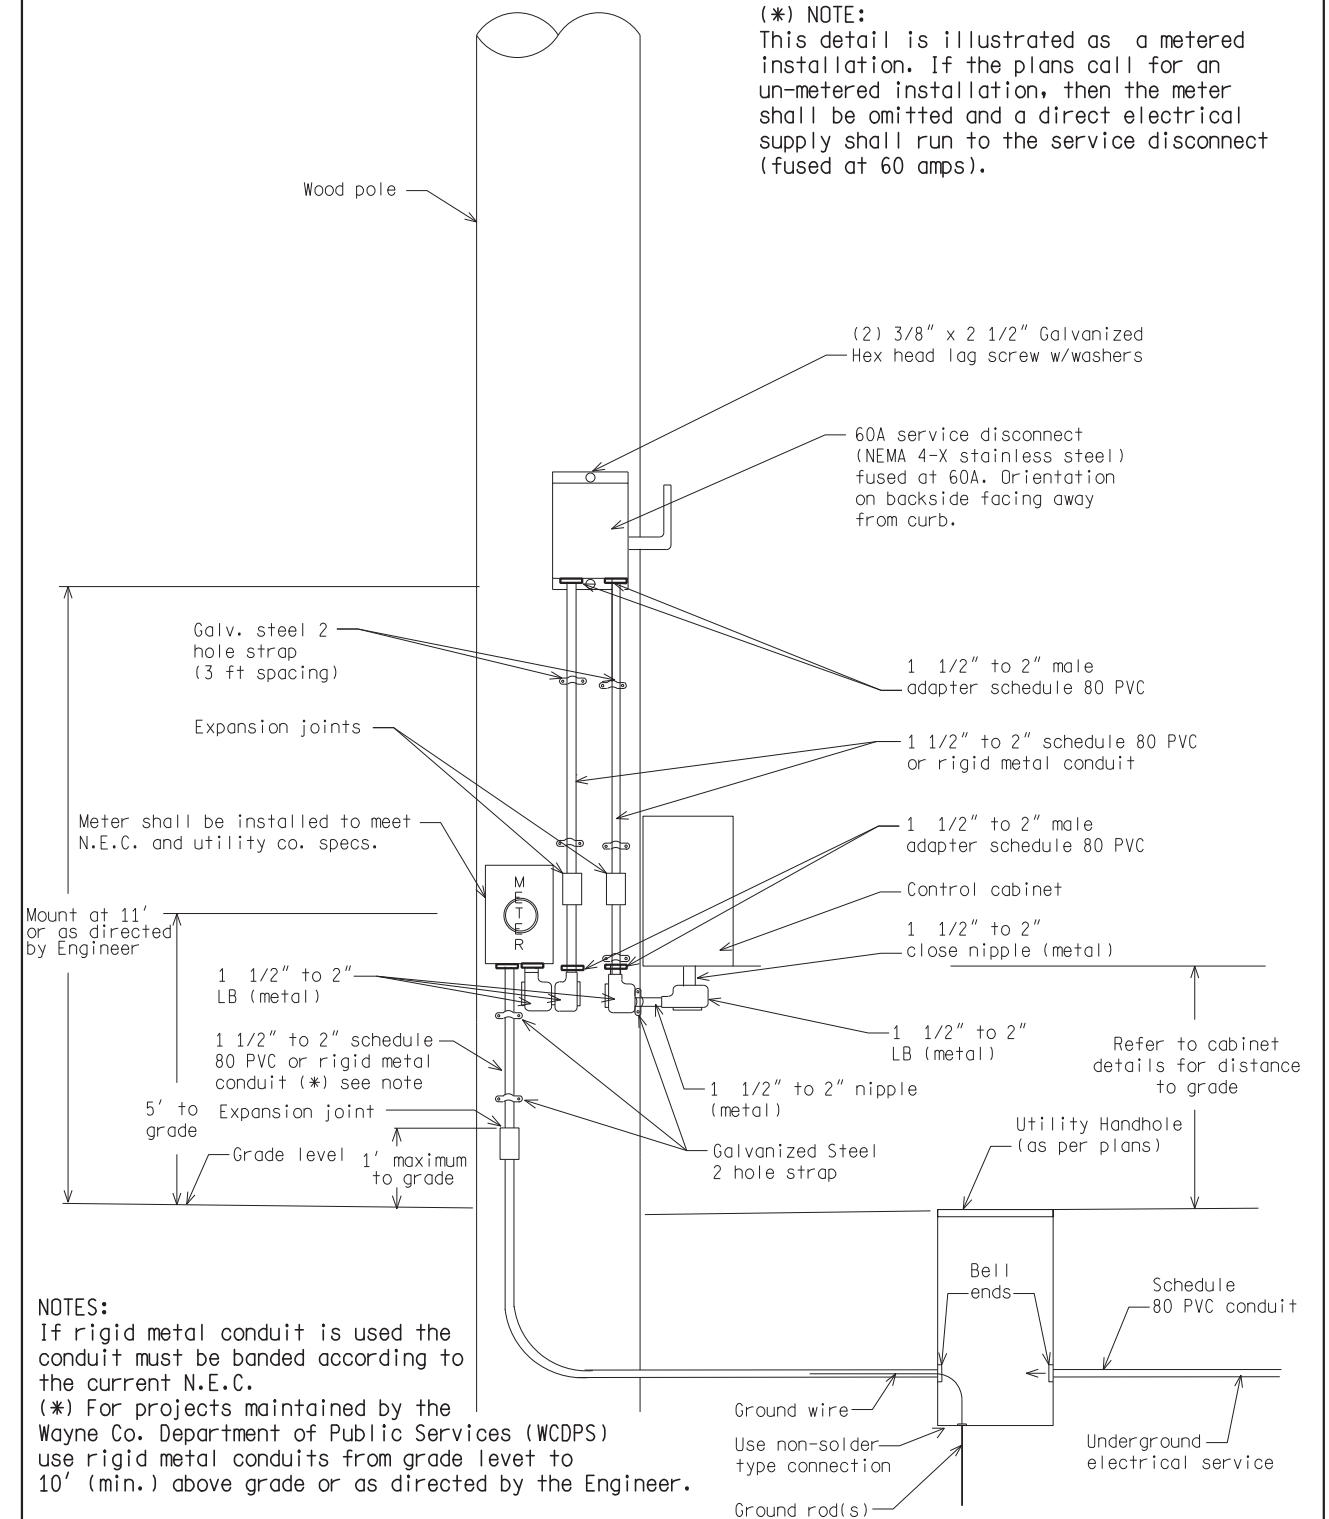 (*) NOTE:
This detail is illustrated as a metered
installation. If the plans call for an
un-metered installation, then the meter
shall be omitted and a direct electrical
supply shall run to the service disconnect
(fused at 60 amps).
Wood pole
(2) 3/8" x 2 1/2" Galvanized
Hex head lag screw w/washers
60A service disconnect
(NEMA 4-X stainless steel)
fused at 60A. Orientation
on backside facing away
from curb.
Galv. steel 2
hole strap
(3 ft spacing)
1 1/2" to 2" male
adapter schedule 80 PVC
Expansion joints
1 1/2" to 2" schedule 80 PVC
or rigid metal conduit
Meter shall be installed to meet
N.E.C. and utility co. specs.
1 1/2" to 2" male
adapter schedule 80 PVC
METER
Control cabinet
Mount at 11'
or as directed
by Engineer
1 1/2" to 2"
close nipple (metal)
1 1/2" to 2"
LB (metal)
1 1/2" to 2"
LB (metal)
1 1/2" to 2" schedule
80 PVC or rigid metal
conduit (*) see note
Refer to cabinet
details for distance
to grade
1 1/2" to 2" nipple
(metal)
5' to
grade
Expansion joint
Utility Handhole
(as per plans)
Grade level
1' maximum
to grade
Galvanized Steel
2 hole strap
Bell
ends
Schedule
80 PVC conduit
NOTES:
If rigid metal conduit is used the
conduit must be banded according to
the current N.E.C.
(*) For projects maintained by the
Wayne Co. Department of Public Services (WCDPS)
use rigid metal conduits from grade levet to
10' (min.) above grade or as directed by the Engineer.
Ground wire
Use non-solder
type connection
Underground
electrical service
Ground rod(s)